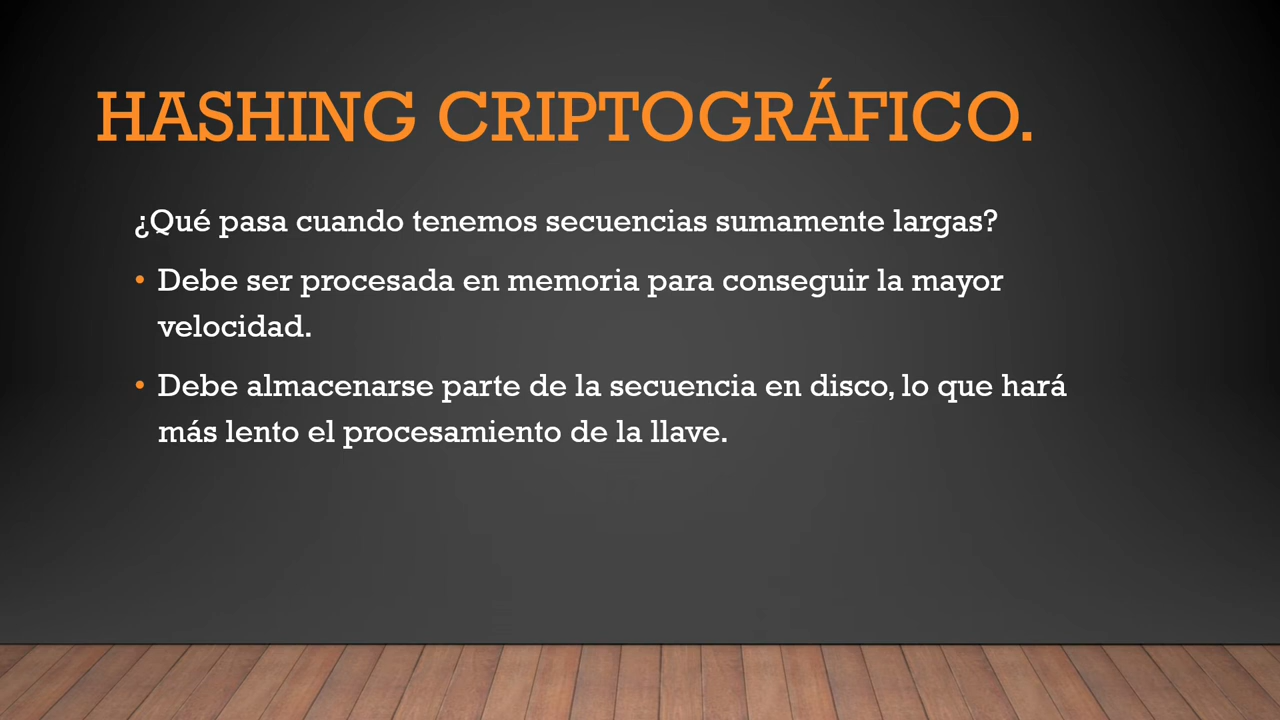 HASHING CRIPTOGRÁFICO.
¿Qué pasa cuando tenemos secuencias sumamente largas?
• Debe ser procesada en memoria para conseguir la mayor
velocidad.
• Debe almacenarse parte de la secuencia en disco, lo que hará
más lento el procesamiento de la llave.